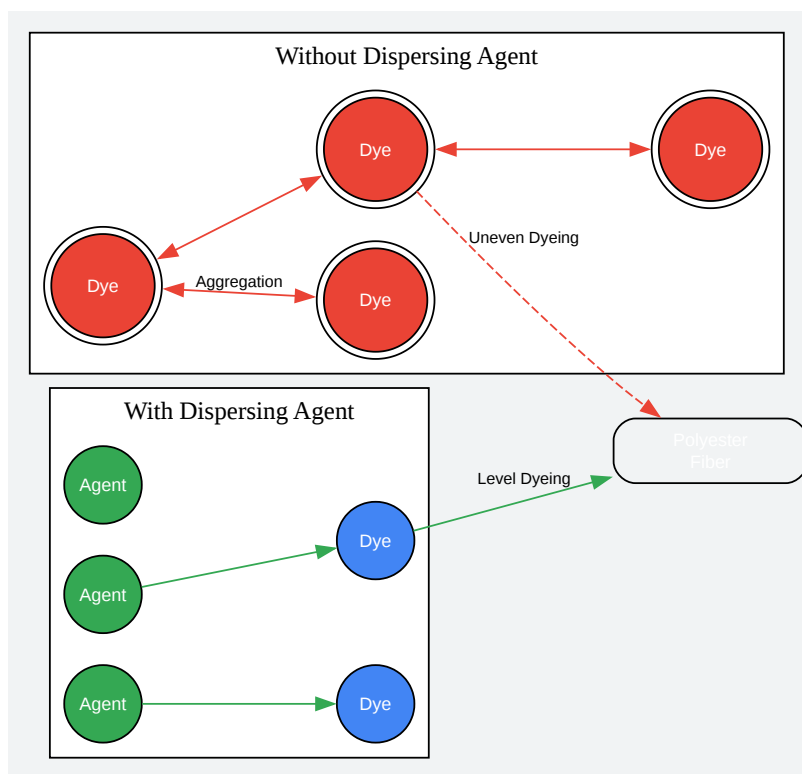 Without Dispersing Agent
Dye
Dye
Uneven Dyeing
Aggregation
Dye
Dye
With Dispersing Agent
Polyester
Fiber
Agent
Level Dyeing
Dye
Agent
Agent
Dye